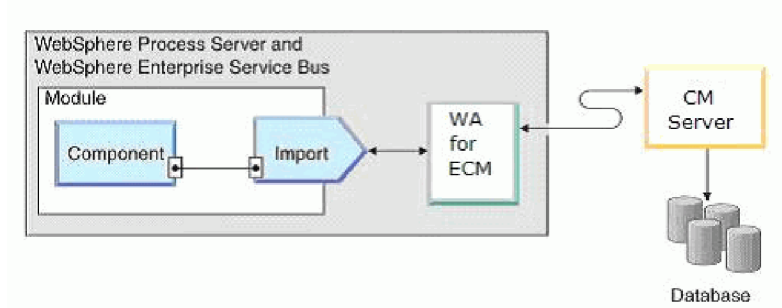 WebSphere Process Server and
WebSphere Enterprise Service Bus
Module
Component
Import
WA
for
ECM
CM
Server
Database